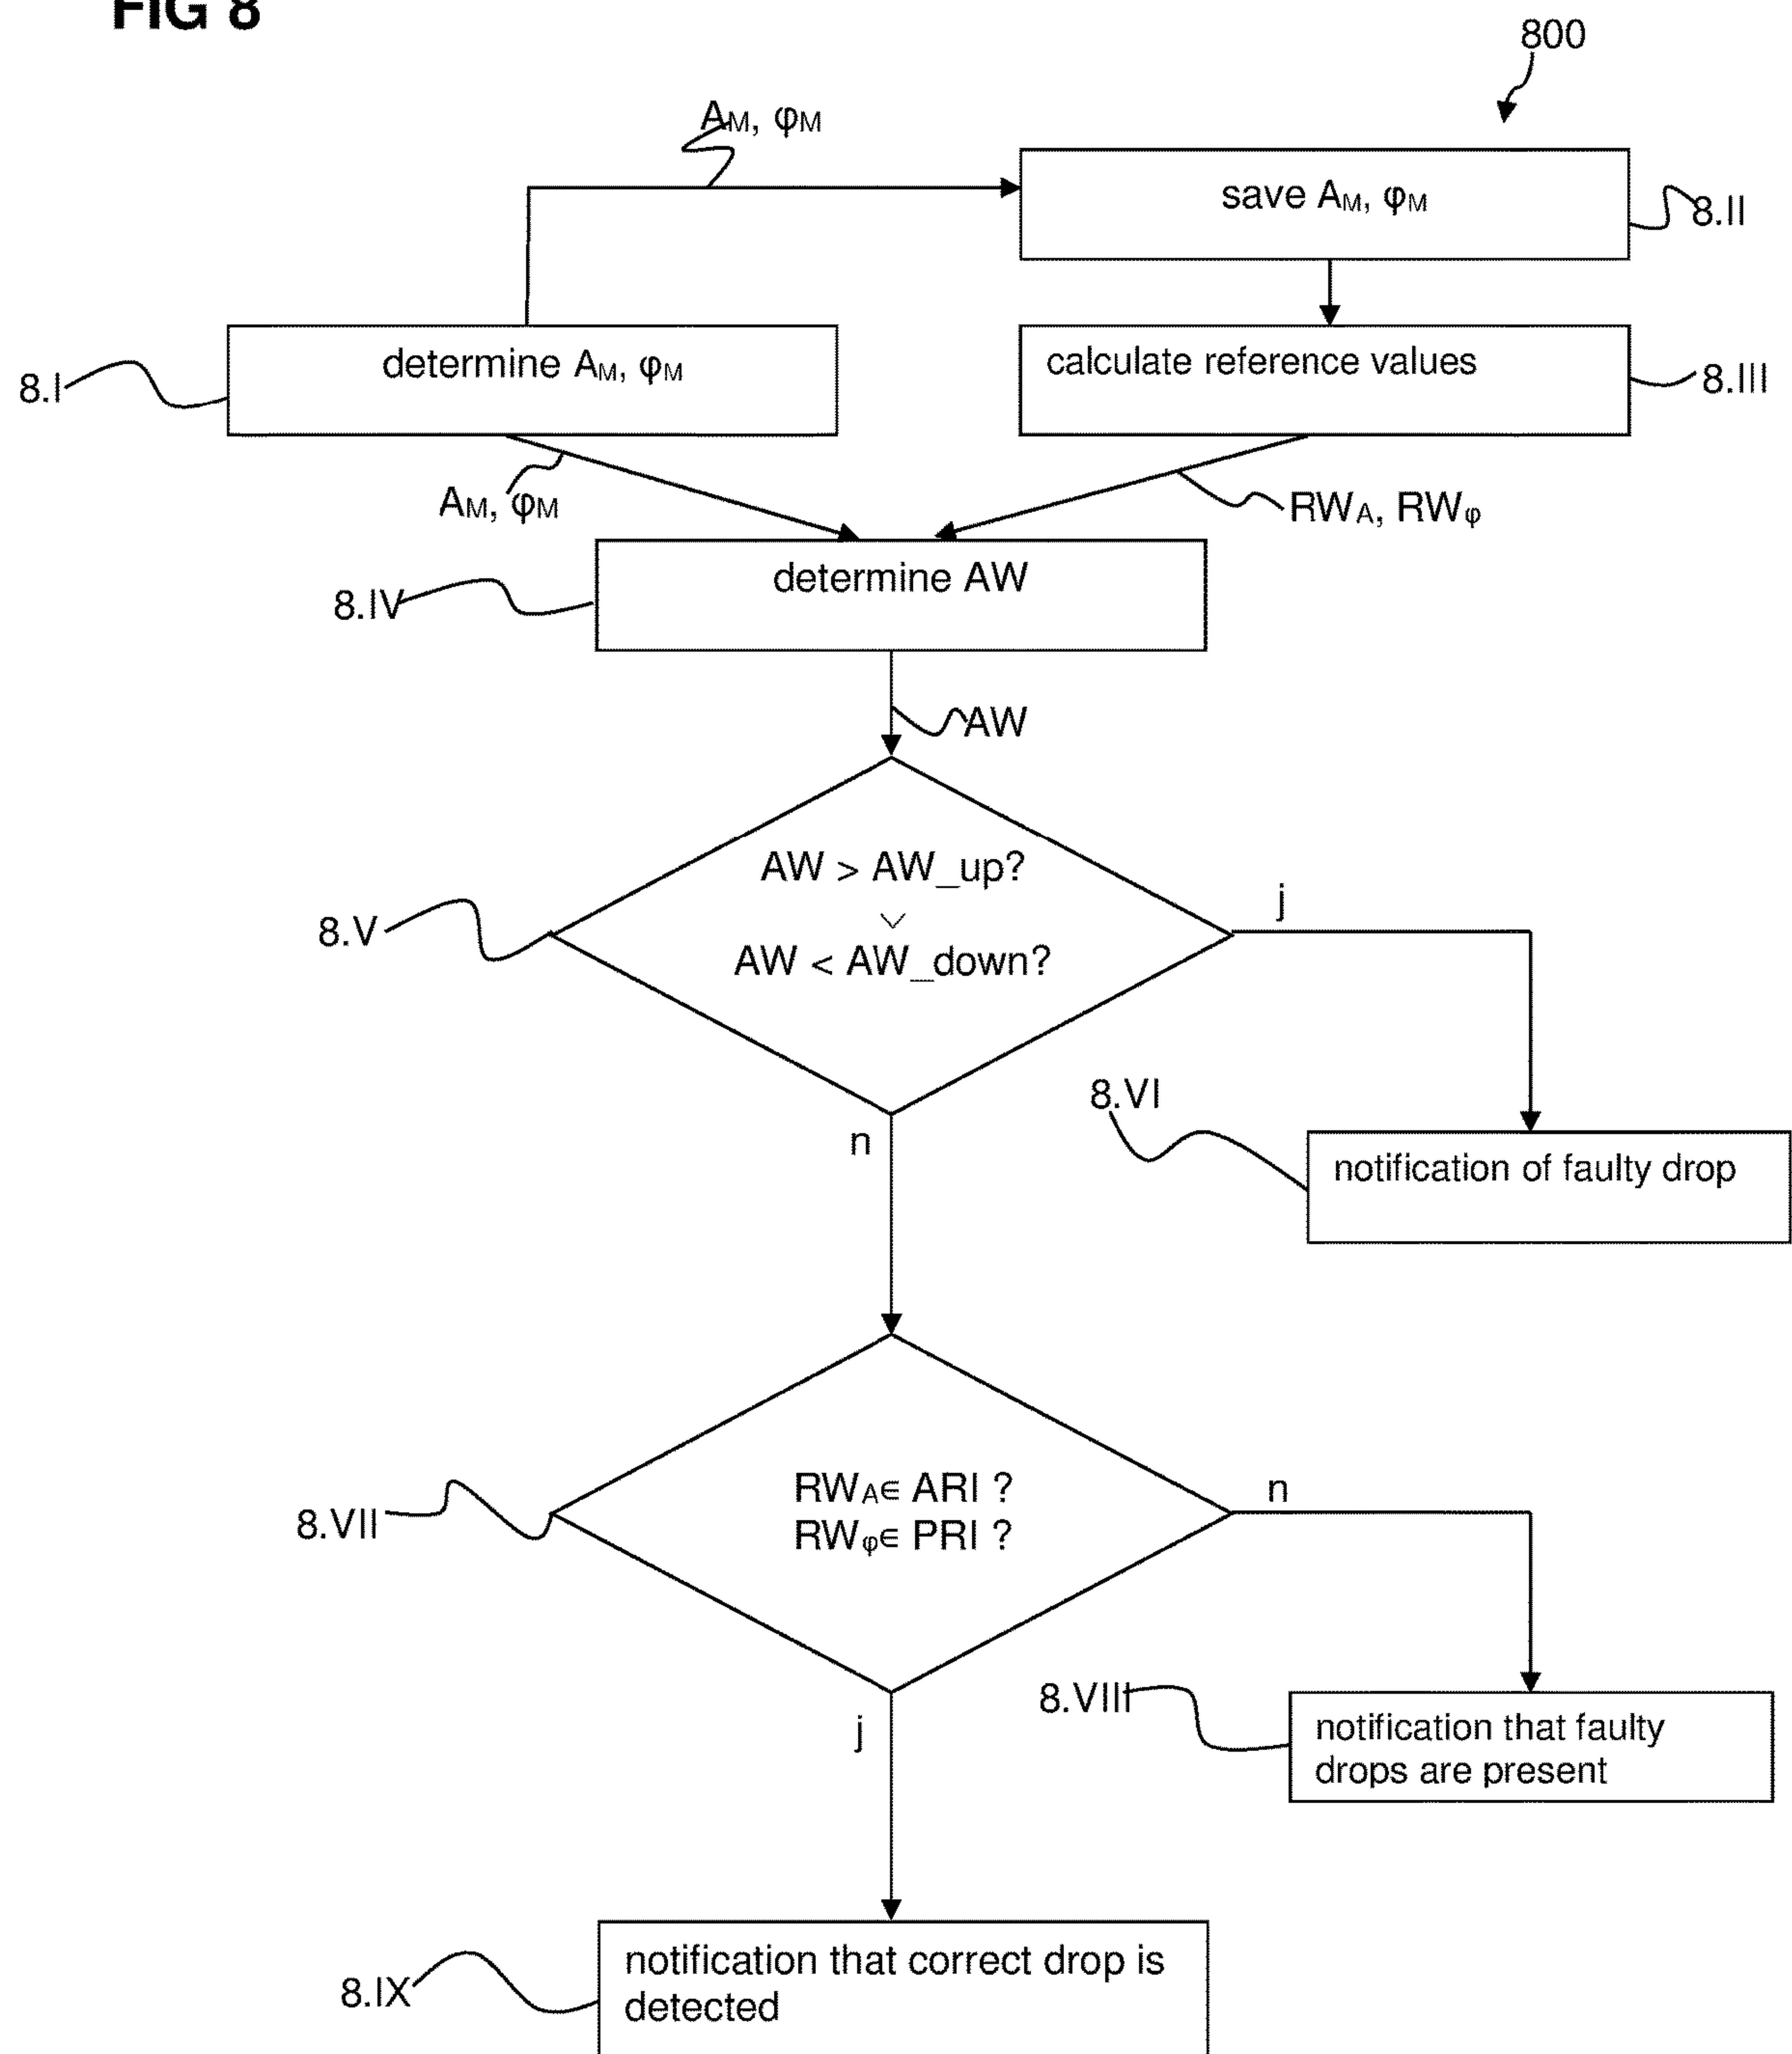 FIG 8
800
AM, φM
save AM, φM
8.II
determine AM, φM
8.I
calculate reference values
8.III
AM, φM
RWA, RWφ
determine AW
8.IV
AW
AW > AW_up?
∨
AW < AW_down?
8.V
j
n
8.VI
notification of faulty drop
RWA∈ ARI ?
RWφ∈ PRI ?
8.VII
n
j
8.VIII
notification that faulty
drops are present
notification that correct drop is
detected
8.IX